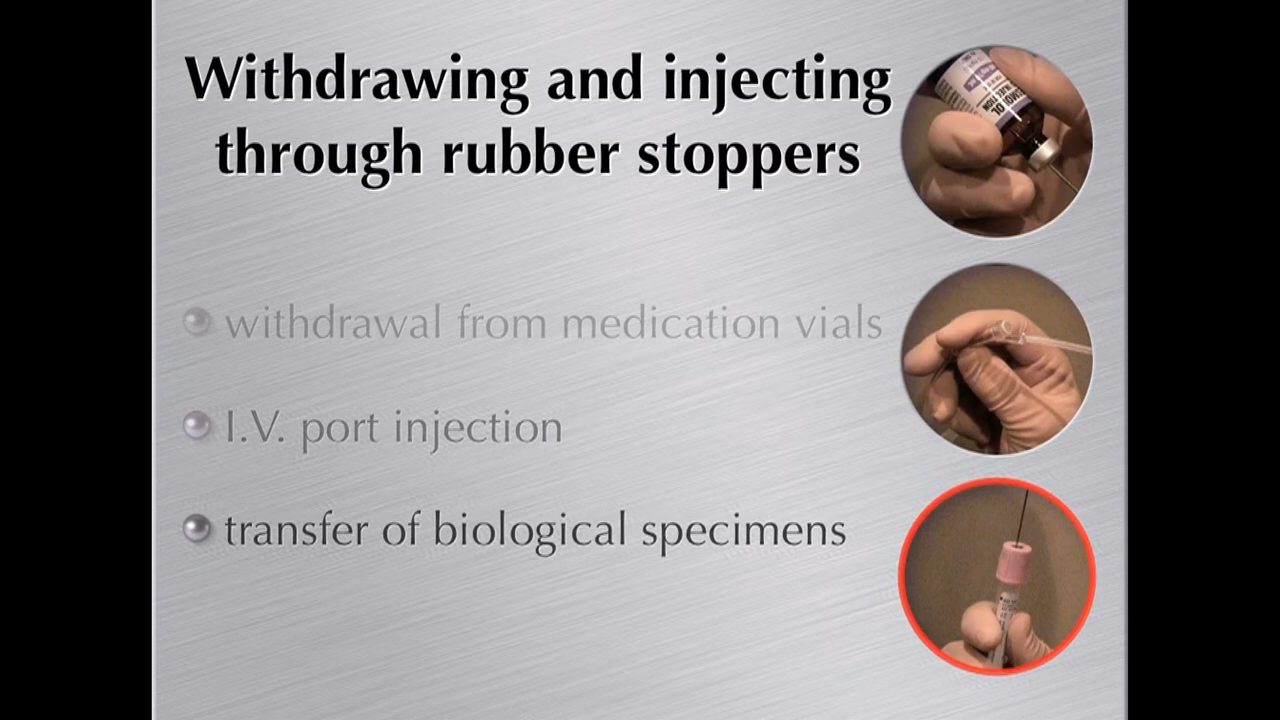 Withdrawing and injecting
through rubber stoppers
withdrawal from medication vials
I.V. port injection
transfer of biological specimens